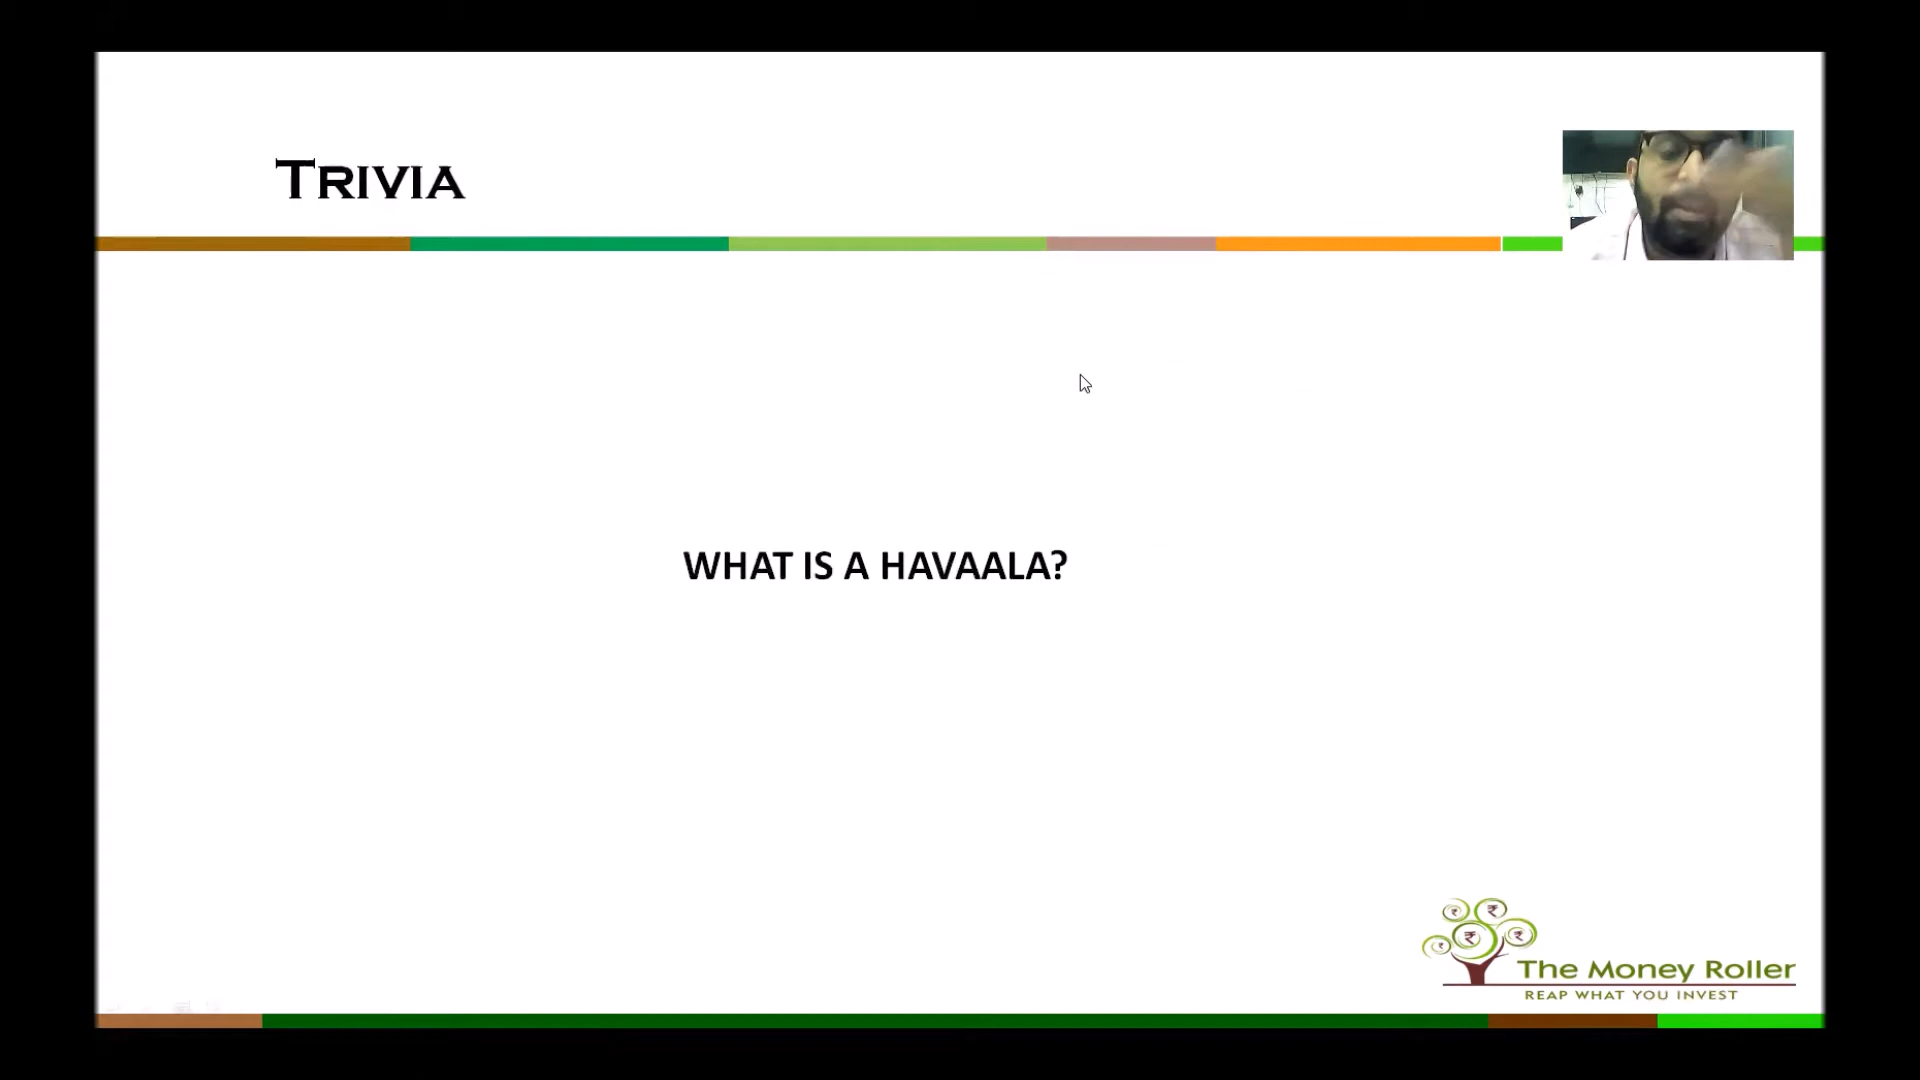 TRIVIA
WHAT IS A HAVAALA?
The Money Roller
REAP WHAT YOU INVEST